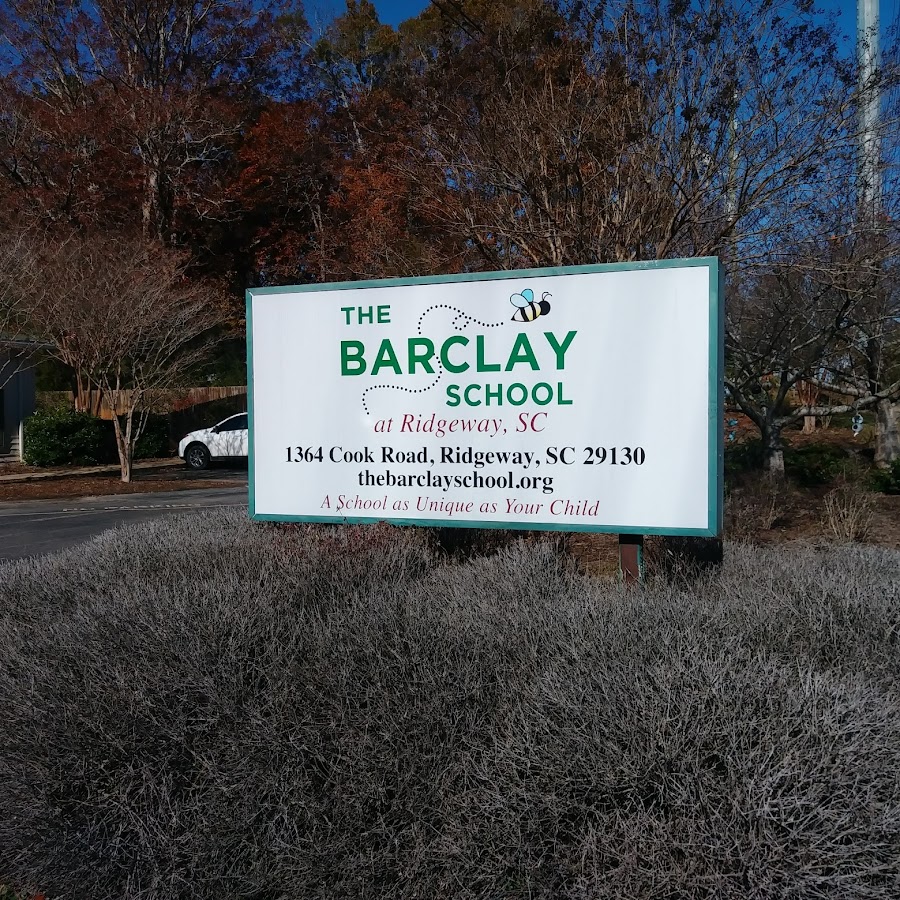 THE
BARCLAY
SCHOOL
at Ridgeway, SC
1364 Cook Road, Ridgeway, SC 29130
thebarclayschool.org
A School as Unique as Your Child